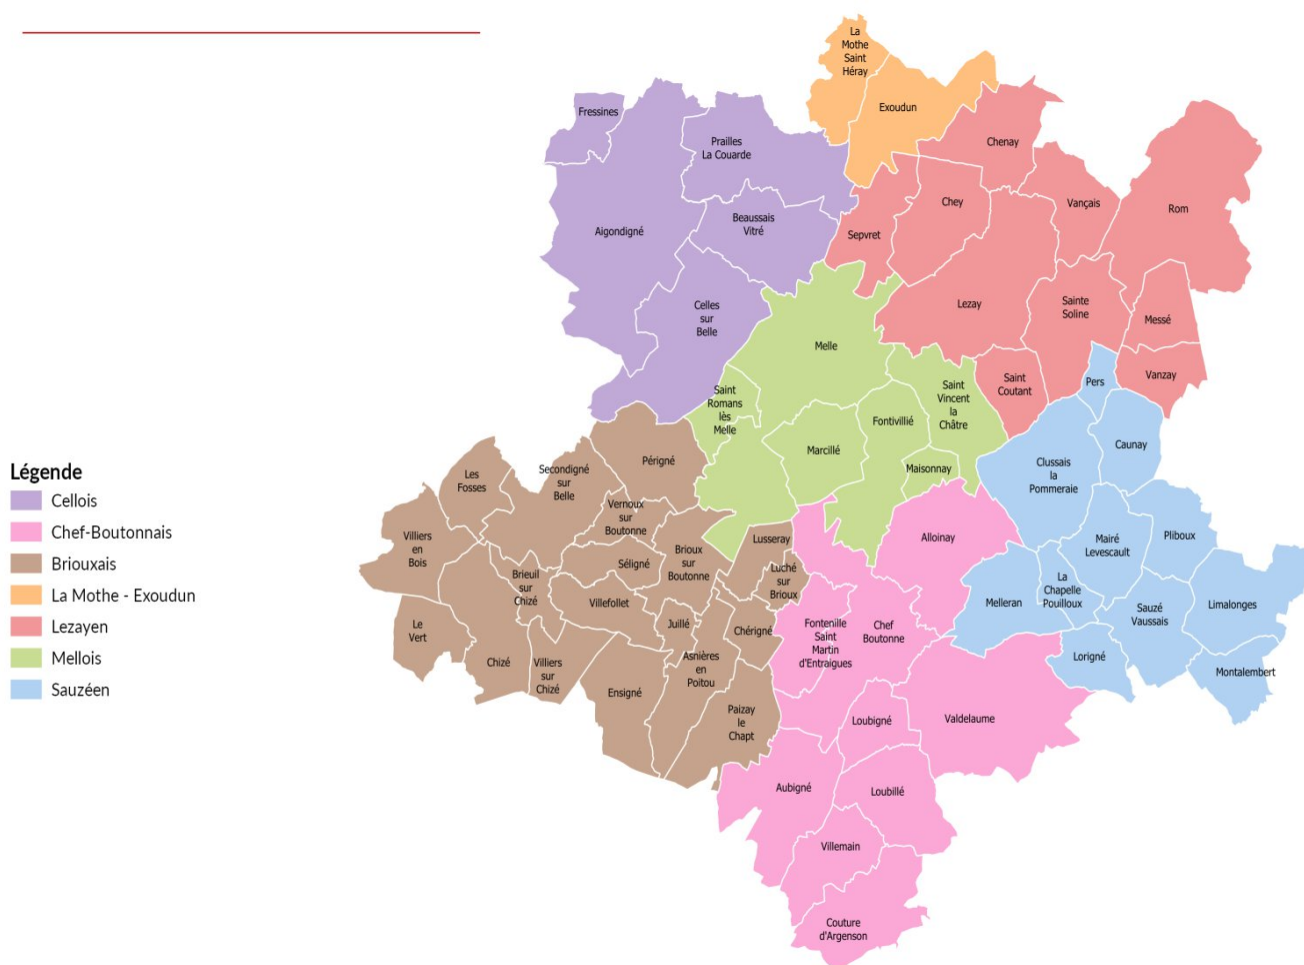 La
Mothe
Saint
Héray
Exoudun
Fressines
Prailles
La Couarde
Chenay
Aigondigné
Beaussais
Vitré
Sepvret
Chey
Vançais
Rom
Celles
sur
Belle
Lezay
Sainte
Soline
Messé
Melle
Vanzay
Pers
Saint
Coutant
Saint
Romans
lès
Melle
Saint
Vincent
la
Châtre
Fontivillié
Marcillé
Maisonnay
Caunay
Clussais
la
Pommeraie
Périgné
Les
Fosses
Secondigné
sur
Belle
Vernoux
sur
Boutonne
Villiers
en
Bois
Lusseray
Alloinay
Mairé
Levescault
Pliboux
Brioux
sur
Boutonne
Séligné
Brieuil
sur
Chizé
Luché
sur
Brioux
Villefollet
Melleran
La
Chapelle
Pouilloux
Sauzé
Vaussais
Limalonges
Le
Vert
Juillé
Chérigné
Fontenille
Saint
Martin
d'Entraigues
Chef
Boutonne
Chizé
Villiers
sur
Chizé
Asnières
en
Poitou
Lorigné
Montalembert
Ensigné
Paizay
le
Chapt
Loubigné
Valdelaume
Aubigné
Loubillé
Villemain
Couture
d'Argenson
Légende
Cellois
Chef-Boutonnais
Briouxais
La Mothe - Exoudun
Lezayen
Mellois
Sauzéen